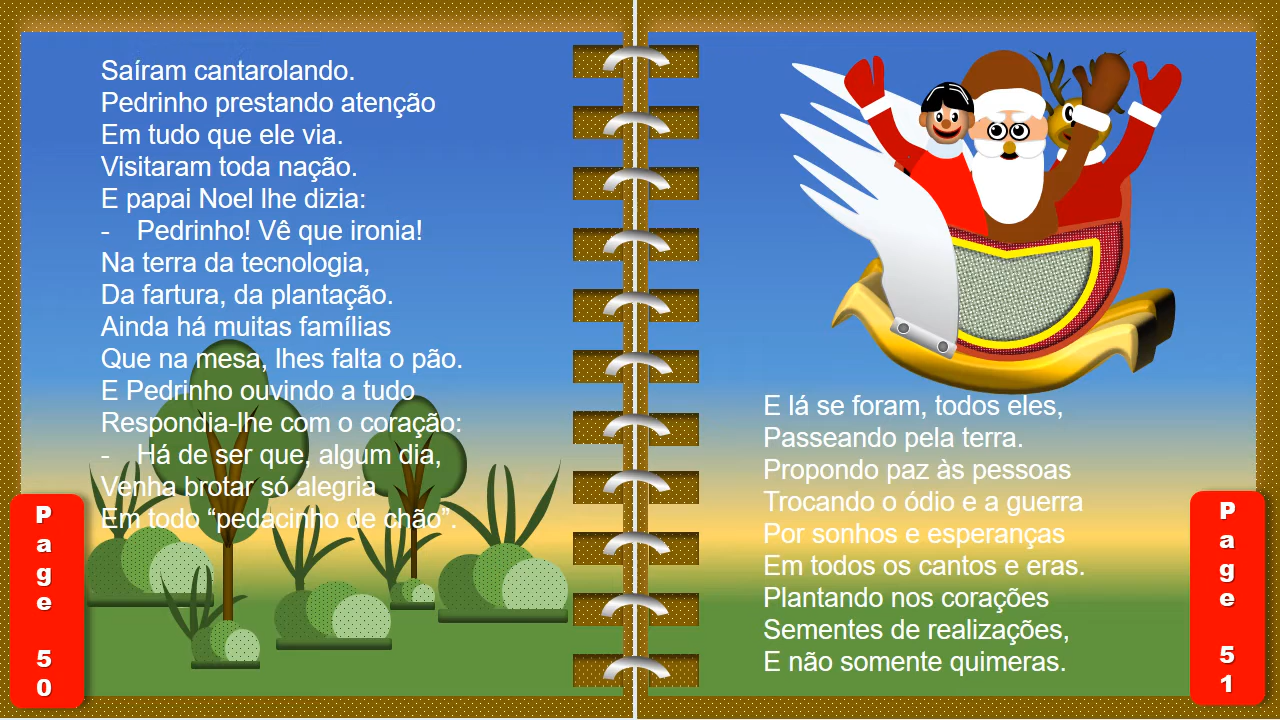 Saíram cantarolando.
Pedrinho prestando atenção
Em tudo que ele via.
Visitaram toda nação.
E papai Noel lhe dizia:
- Pedrinho! Vê que ironia!
Na terra da tecnologia,
Da fartura, da plantação.
Ainda há muitas famílias
Que na mesa, lhes falta o pão.
E Pedrinho ouvindo a tudo
Respondia-lhe com o coração:
- Há de ser que, algum dia,
Venha brotar só alegria
Em todo “pedacinho de chão”.
Page 50
E lá se foram, todos eles,
Passeando pela terra.
Propondo paz às pessoas
Trocando o ódio e a guerra
Por sonhos e esperanças
Em todos os cantos e eras.
Plantando nos corações
Sementes de realizações,
E não somente quimeras.
Page 51